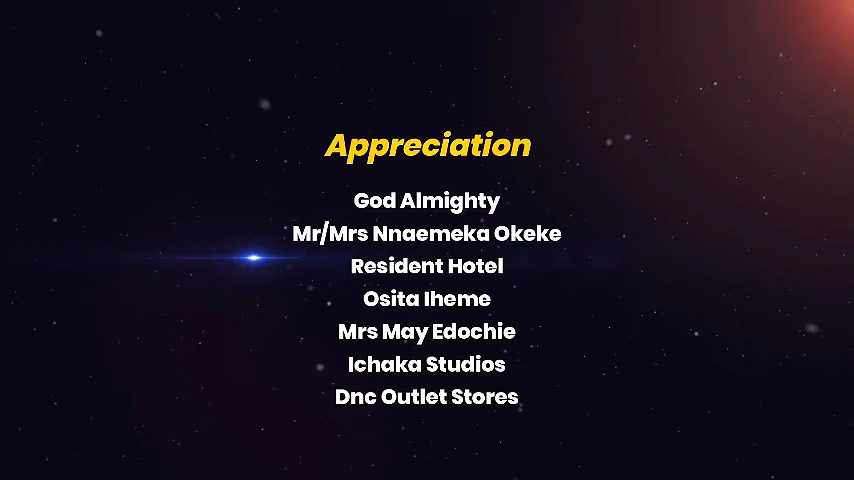 Appreciation
God Almighty
Mr/Mrs Nnaemeka Okeke
Resident Hotel
Osita Iheme
Mrs May Edochie
Ichaka Studios
Dnc Outlet Stores